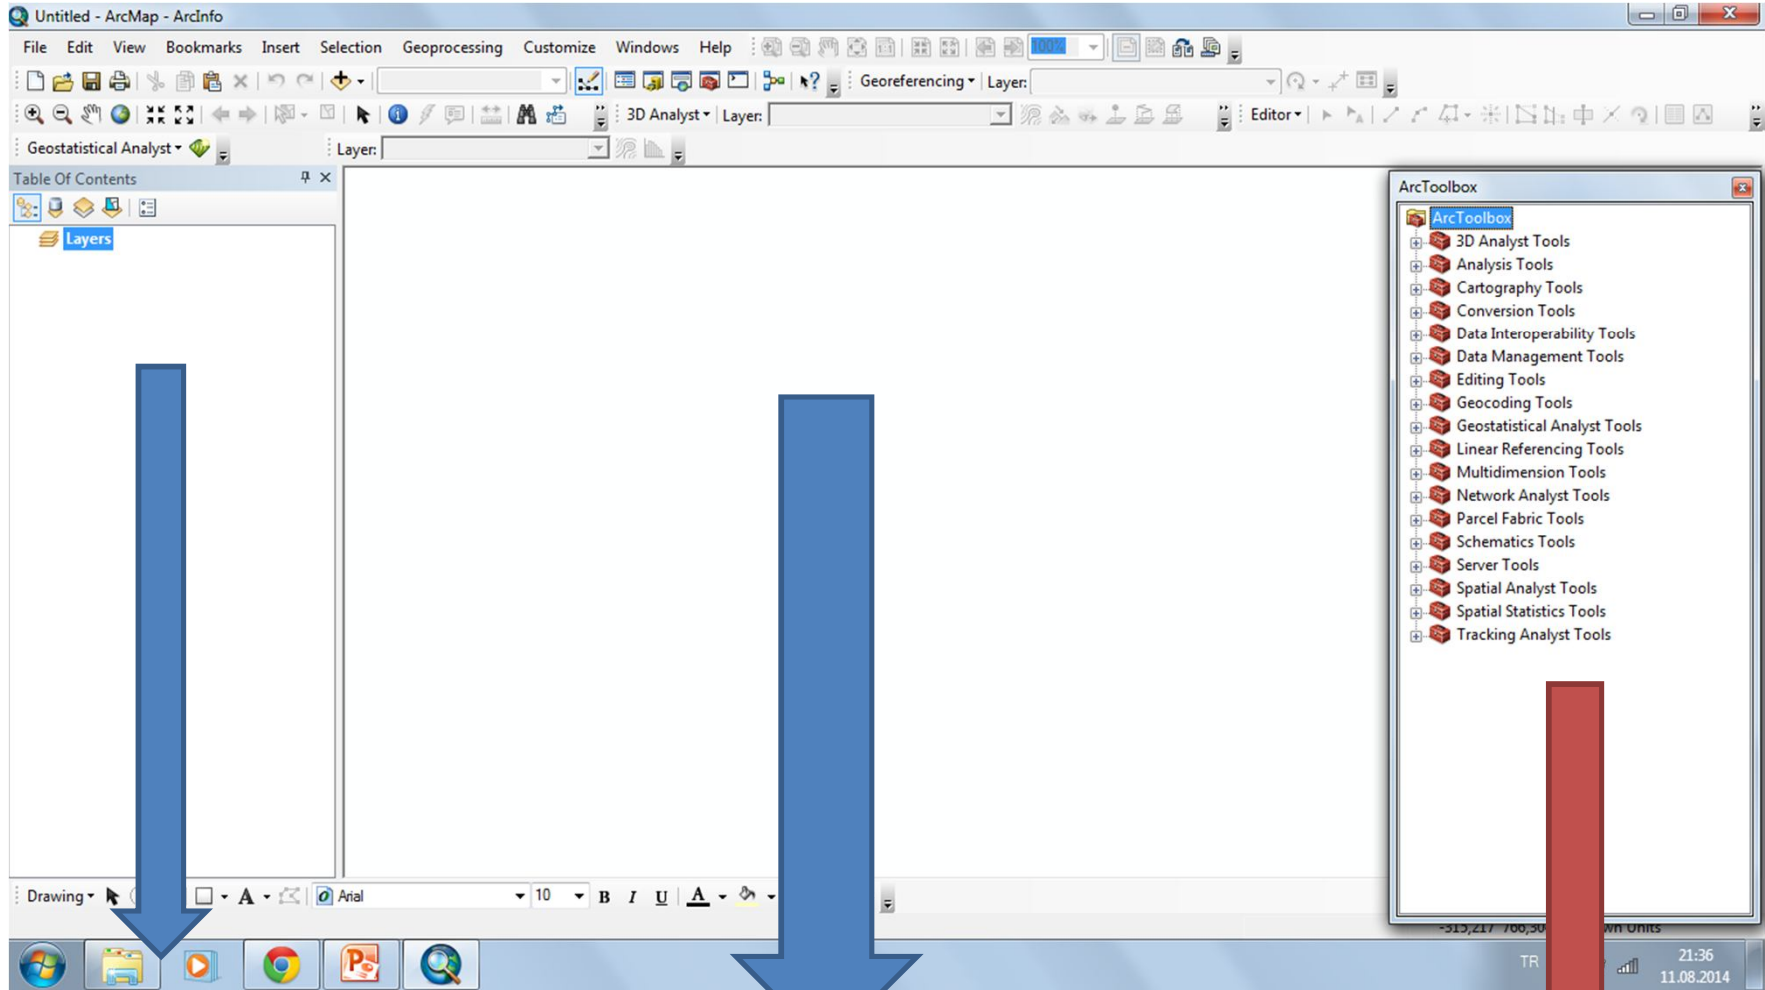 Untitled - ArcMap - ArcInfo
File Edit View Bookmarks Insert Selection Geoprocessing Customize Windows Help 100%
Georeferencing Layer:
3D Analyst Layer: Editor
Geostatistical Analyst Layer:
Table Of Contents
Layers
ArcToolbox
ArcToolbox
3D Analyst Tools
Analysis Tools
Cartography Tools
Conversion Tools
Data Interoperability Tools
Data Management Tools
Editing Tools
Geocoding Tools
Geostatistical Analyst Tools
Linear Referencing Tools
Multidimension Tools
Network Analyst Tools
Parcel Fabric Tools
Schematics Tools
Server Tools
Spatial Analyst Tools
Spatial Statistics Tools
Tracking Analyst Tools
Drawing A Arial 10 B I U A
Units
TR 21:36
11.08.2014